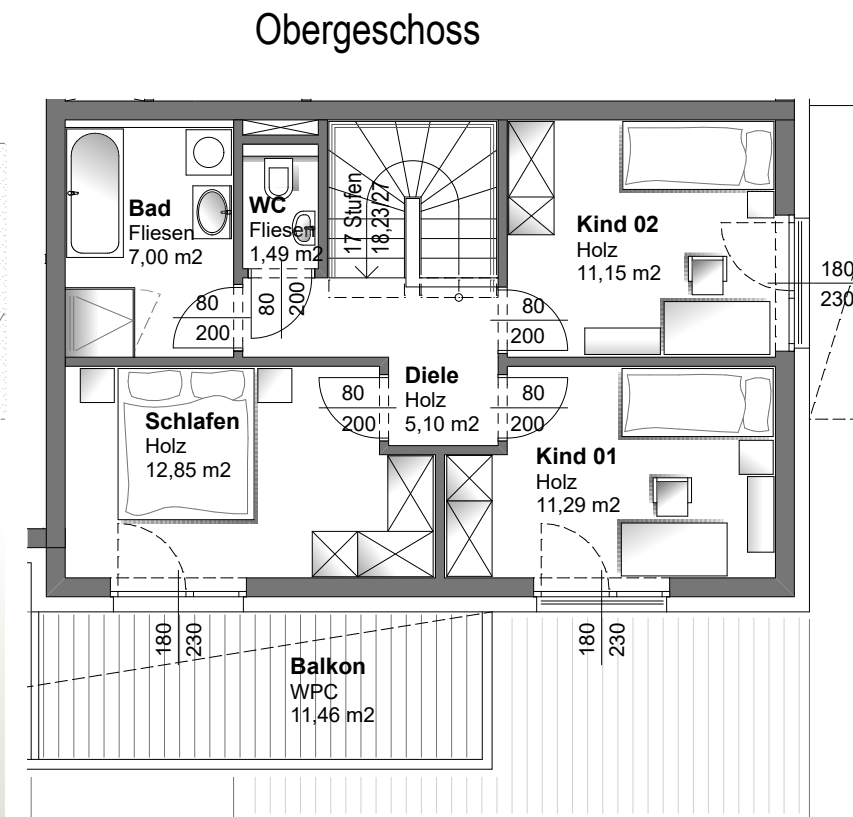 Obergeschoss
Bad
Fliesen
7,00 m2
WC
Fliesen
1,49 m2
17 Stufen
18,23/27
Kind 02
Holz
11,15 m2
180
230
80
200
80
200
80
200
Diele
Holz
5,10 m2
80
200
80
200
Schlafen
Holz
12,85 m2
Kind 01
Holz
11,29 m2
180
230
180
230
Balkon
WPC
11,46 m2